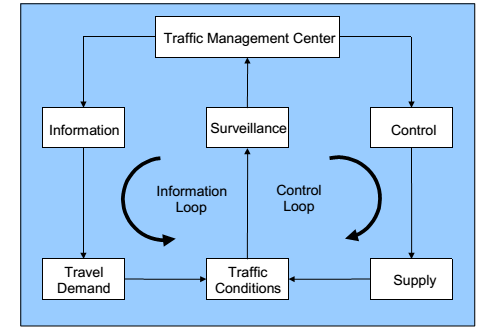 Traffic Management Center
Information
Surveillance
Control
Information
Loop
Control
Loop
Travel
Demand
Traffic
Conditions
Supply